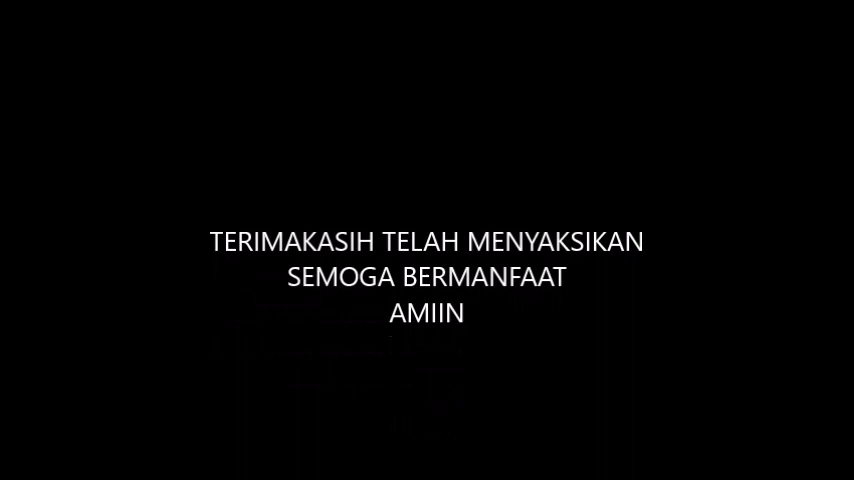 TERIMAKASIH TELAH MENYAKSIKAN
SEMOGA BERMANFAAT
AMIIN